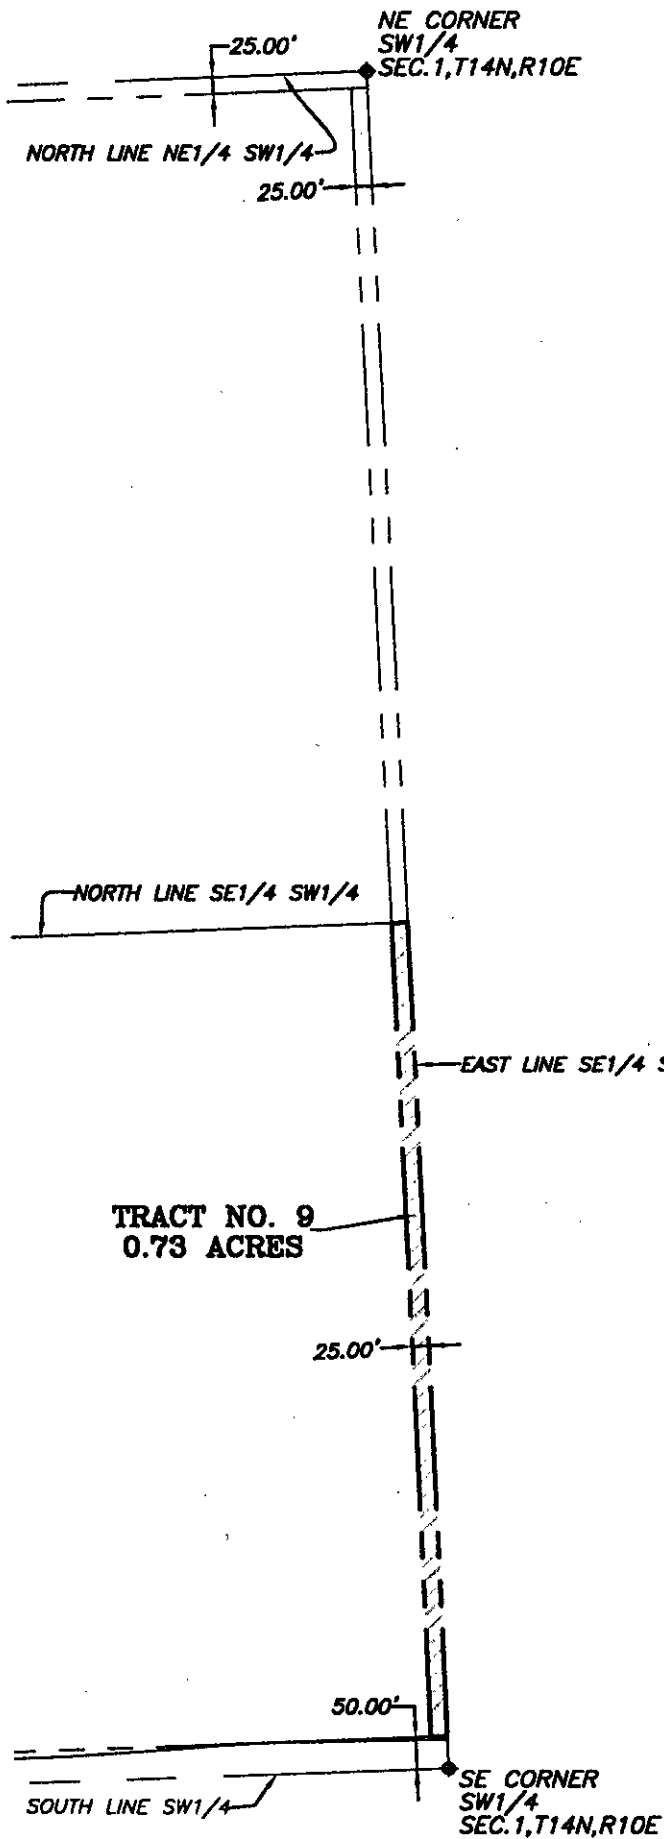 NE CORNER
SW1/4
SEC.1,T14N,R10E
25.00'
NORTH LINE NE1/4 SW1/4
25.00'
NORTH LINE SE1/4 SW1/4
EAST LINE SE1/4 S
TRACT NO. 9
0.73 ACRES
25.00'
50.00'
SE CORNER
SW1/4
SEC.1,T14N,R10E
SOUTH LINE SW1/4